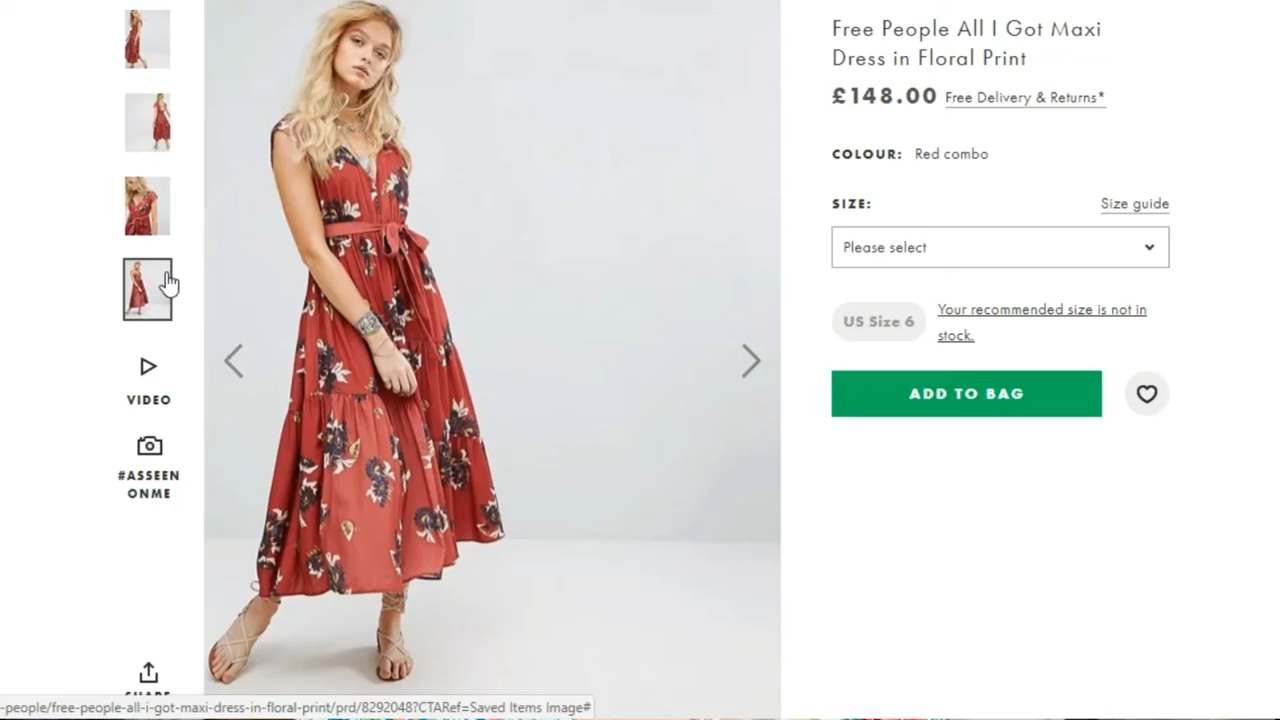 Free People All I Got Maxi
Dress in Floral Print
£148.00 Free Delivery & Returns*
COLOUR: Red combo
SIZE: Size guide
Please select
US Size 6
Your recommended size is not in
stock.
ADD TO BAG
VIDEO
#ASSEEN
ONME
-people/free-people-all-i-got-maxi-dress-in-floral-print/prd/8292048?CTARef=Saved Items Image#